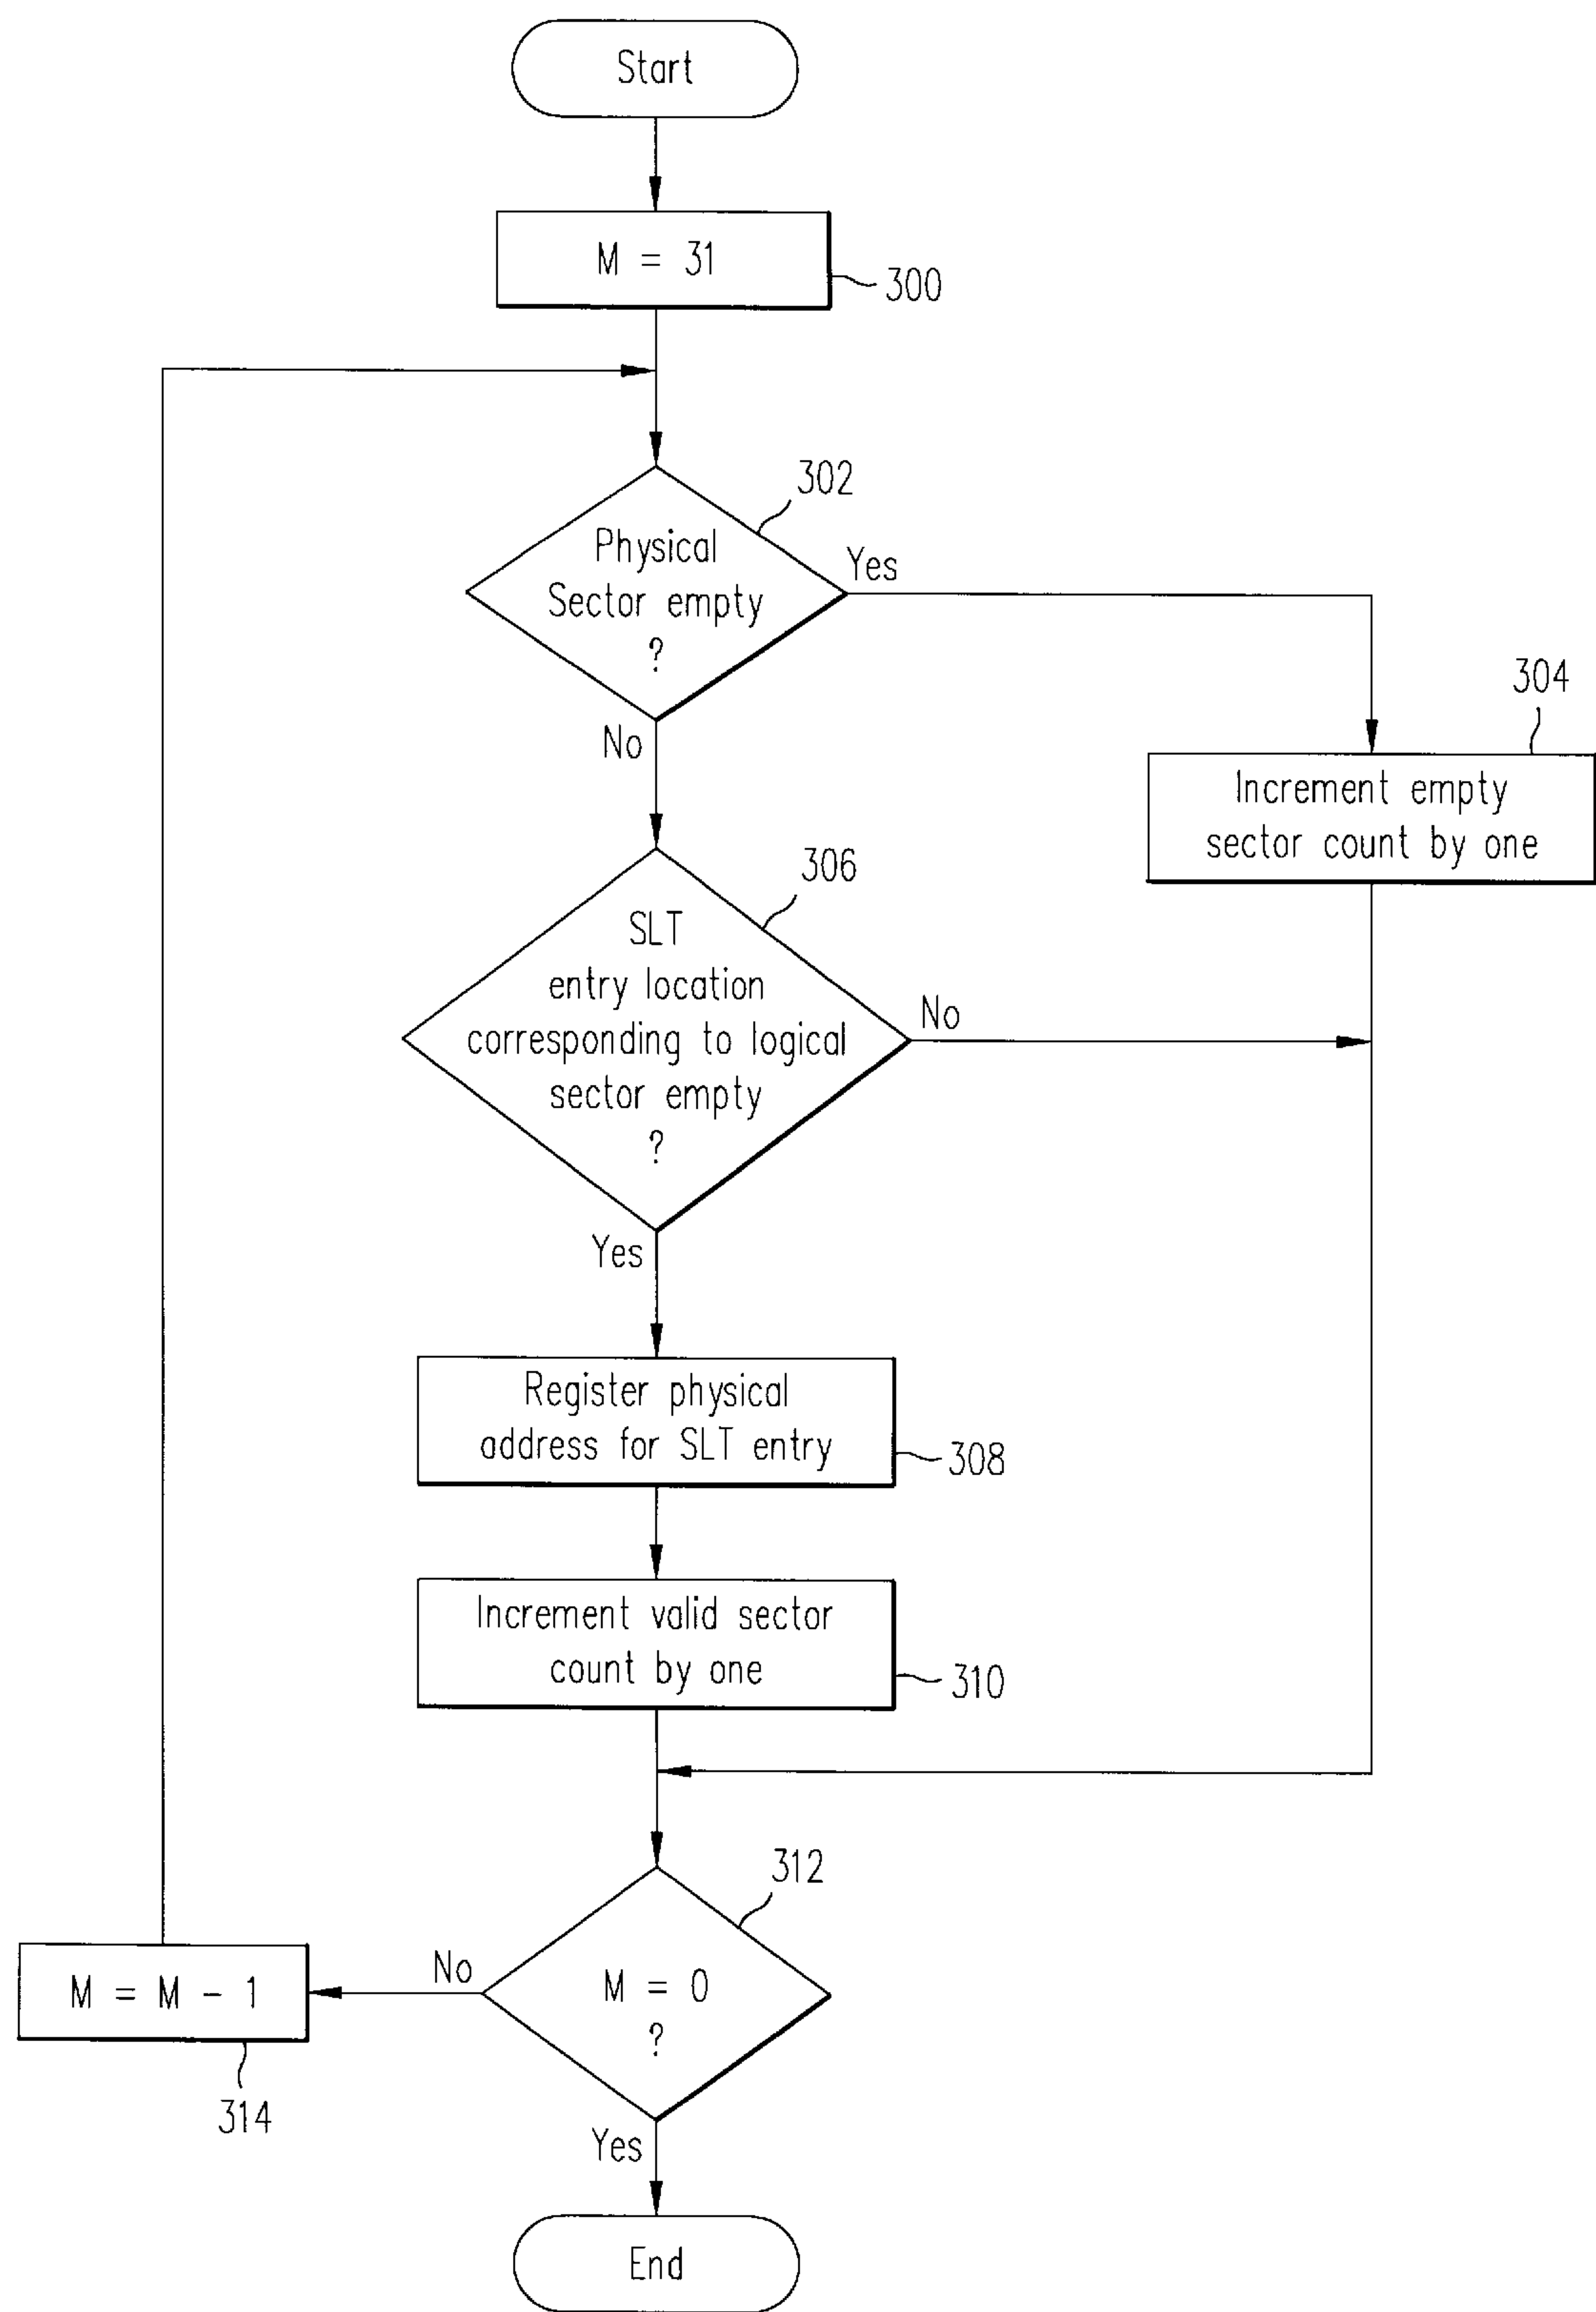 Start
M = 31
300
302
Physical
Sector empty
?
Yes
No
304
Increment empty
sector count by one
306
SLT
entry location
corresponding to logical
sector empty
?
No
Yes
Register physical
address for SLT entry
308
Increment valid sector
count by one
310
312
M = 0
?
No
M = M - 1
314
Yes
End